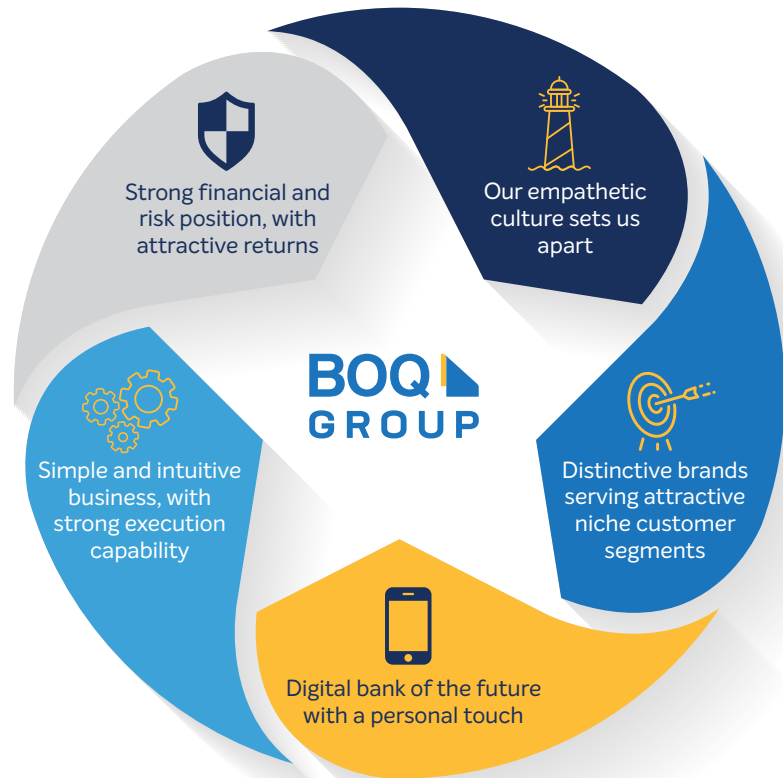 Strong financial and
risk position, with
attractive returns
Our empathetic
culture sets us
apart
BOQ
GROUP
Simple and intuitive
business, with
strong execution
capability
Distinctive brands
serving attractive
niche customer
segments
Digital bank of the future
with a personal touch